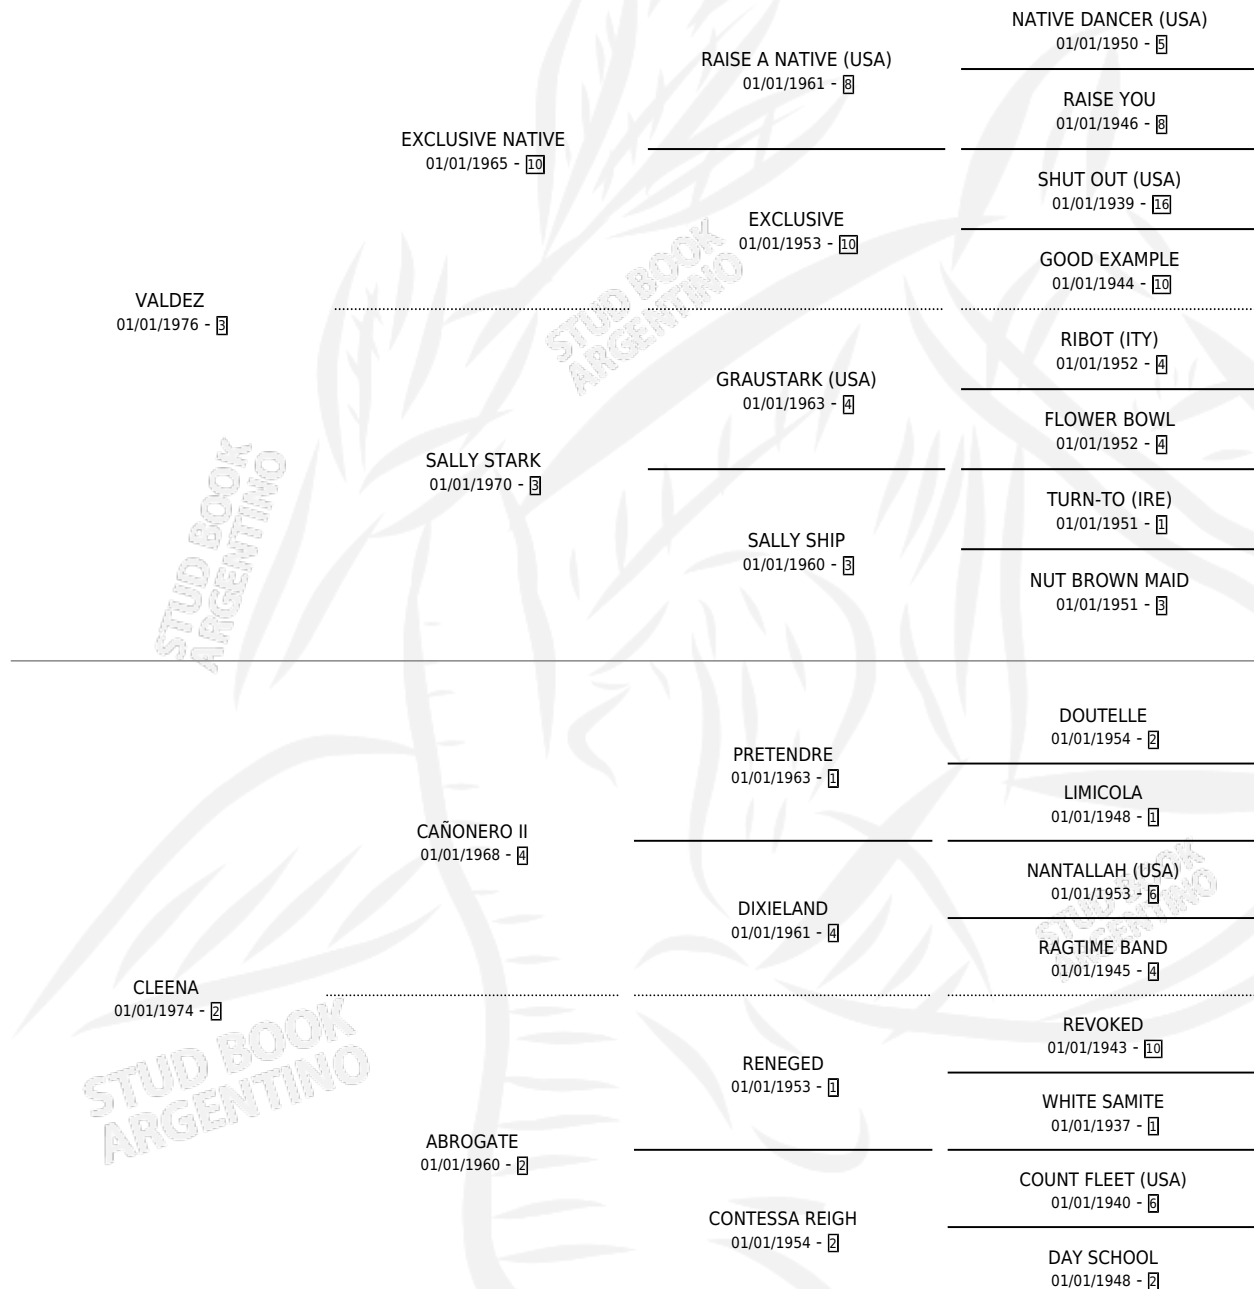 NATIVE DANCER (USA)
01/01/1950 - 5
RAISE A NATIVE (USA)
01/01/1961 - 8
RAISE YOU
01/01/1946 - 8
EXCLUSIVE NATIVE
01/01/1965 - 10
SHUT OUT (USA)
01/01/1939 - 16
EXCLUSIVE
01/01/1953 - 10
GOOD EXAMPLE
01/01/1944 - 10
VALDEZ
01/01/1976 - 3
RIBOT (ITY)
01/01/1952 - 4
GRAUSTARK (USA)
01/01/1963 - 4
FLOWER BOWL
01/01/1952 - 4
SALLY STARK
01/01/1970 - 3
TURN-TO (IRE)
01/01/1951 - 1
SALLY SHIP
01/01/1960 - 3
NUT BROWN MAID
01/01/1951 - 3
DOUTELLE
01/01/1954 - 2
PRETENDRE
01/01/1963 - 1
LIMICOLA
01/01/1948 - 1
CAÑONERO II
01/01/1968 - 4
NANTALLAH (USA)
01/01/1953 - 6
DIXIELAND
01/01/1961 - 4
RAGTIME BAND
01/01/1945 - 4
CLEENA
01/01/1974 - 2
REVOKED
01/01/1943 - 10
RENEGED
01/01/1953 - 1
WHITE SAMITE
01/01/1937 - 1
ABROGATE
01/01/1960 - 2
COUNT FLEET (USA)
01/01/1940 - 6
CONTESSA REIGH
01/01/1954 - 2
DAY SCHOOL
01/01/1948 - 2
STUD BOOK
ARGENTINO
STUD BOOK
ARGENTINO
STUD BOOK
ARGENTINO
STUD BOOK
ARGENTINO